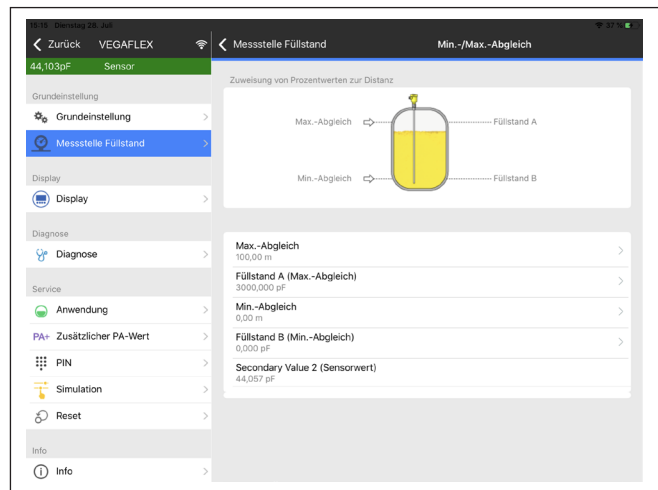 15:15 Dienstag 28. Juli
37 %
Zurück VEGAFLEX
44,103pF Sensor
Grundeinstellung
Grundeinstellung
Messstelle Füllstand
Display
Display
Diagnose
Diagnose
Service
Anwendung
PA+ Zusätzlicher PA-Wert
PIN
Simulation
Reset
Info
Info
Messstelle Füllstand
Min.-/Max.-Abgleich
Zuweisung von Prozentwerten zur Distanz
Max.-Abgleich Füllstand A
Min.-Abgleich Füllstand B
Max.-Abgleich
100,00 m
Füllstand A (Max.-Abgleich)
3000,000 pF
Min.-Abgleich
0,00 m
Füllstand B (Min.-Abgleich)
0,000 pF
Secondary Value 2 (Sensorwert)
44,057 pF